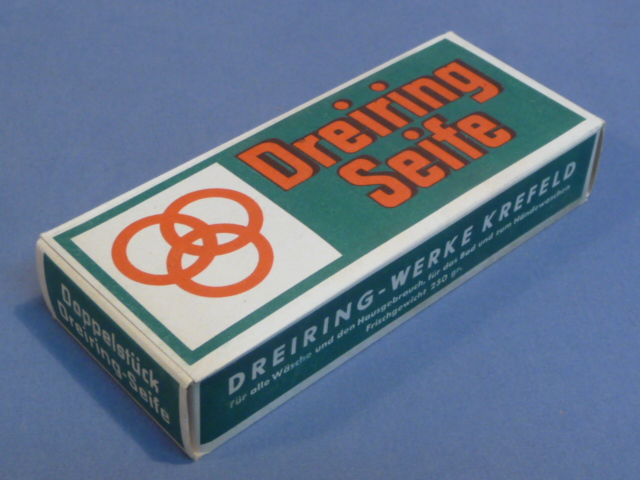 Dreiring
Seife
DREIRING-WERKE KREFELD
Für alle Wäsche und den Hausgebrauch, für das Bad und zum Händewaschen
Frischgewicht 250 gr.
Doppelstück
Dreiring-Seife